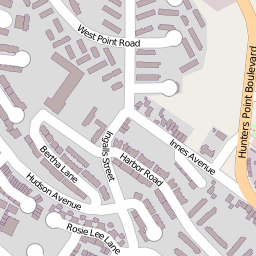 West Point Road
Hunters Point Boulevard
Ingalls Street
Innes Avenue
Bertha Lane
Harbor Road
Hudson Avenue
Rosie Lee Lane